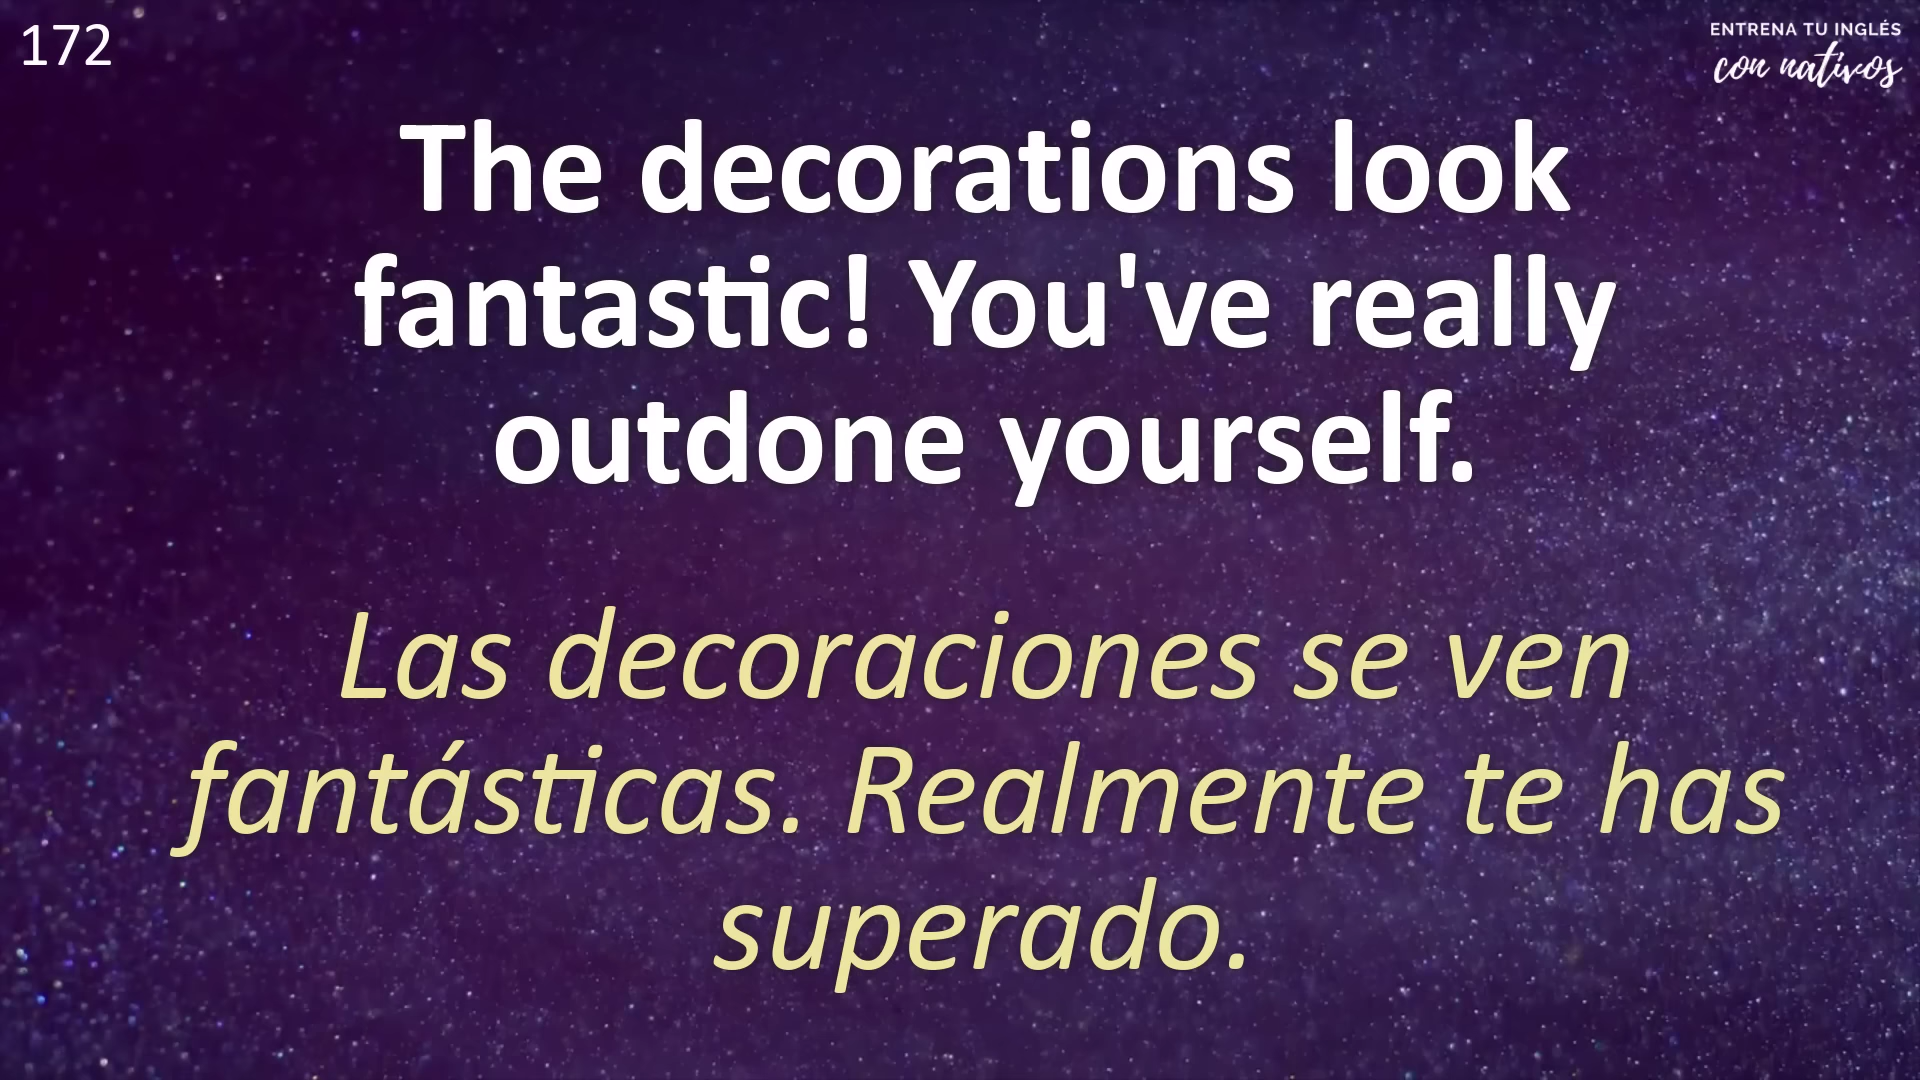 172
ENTRENA TU INGLÉS
con nativos
The decorations look
fantastic! You've really
outdone yourself.
Las decoraciones se ven
fantásticas. Realmente te has
superado.